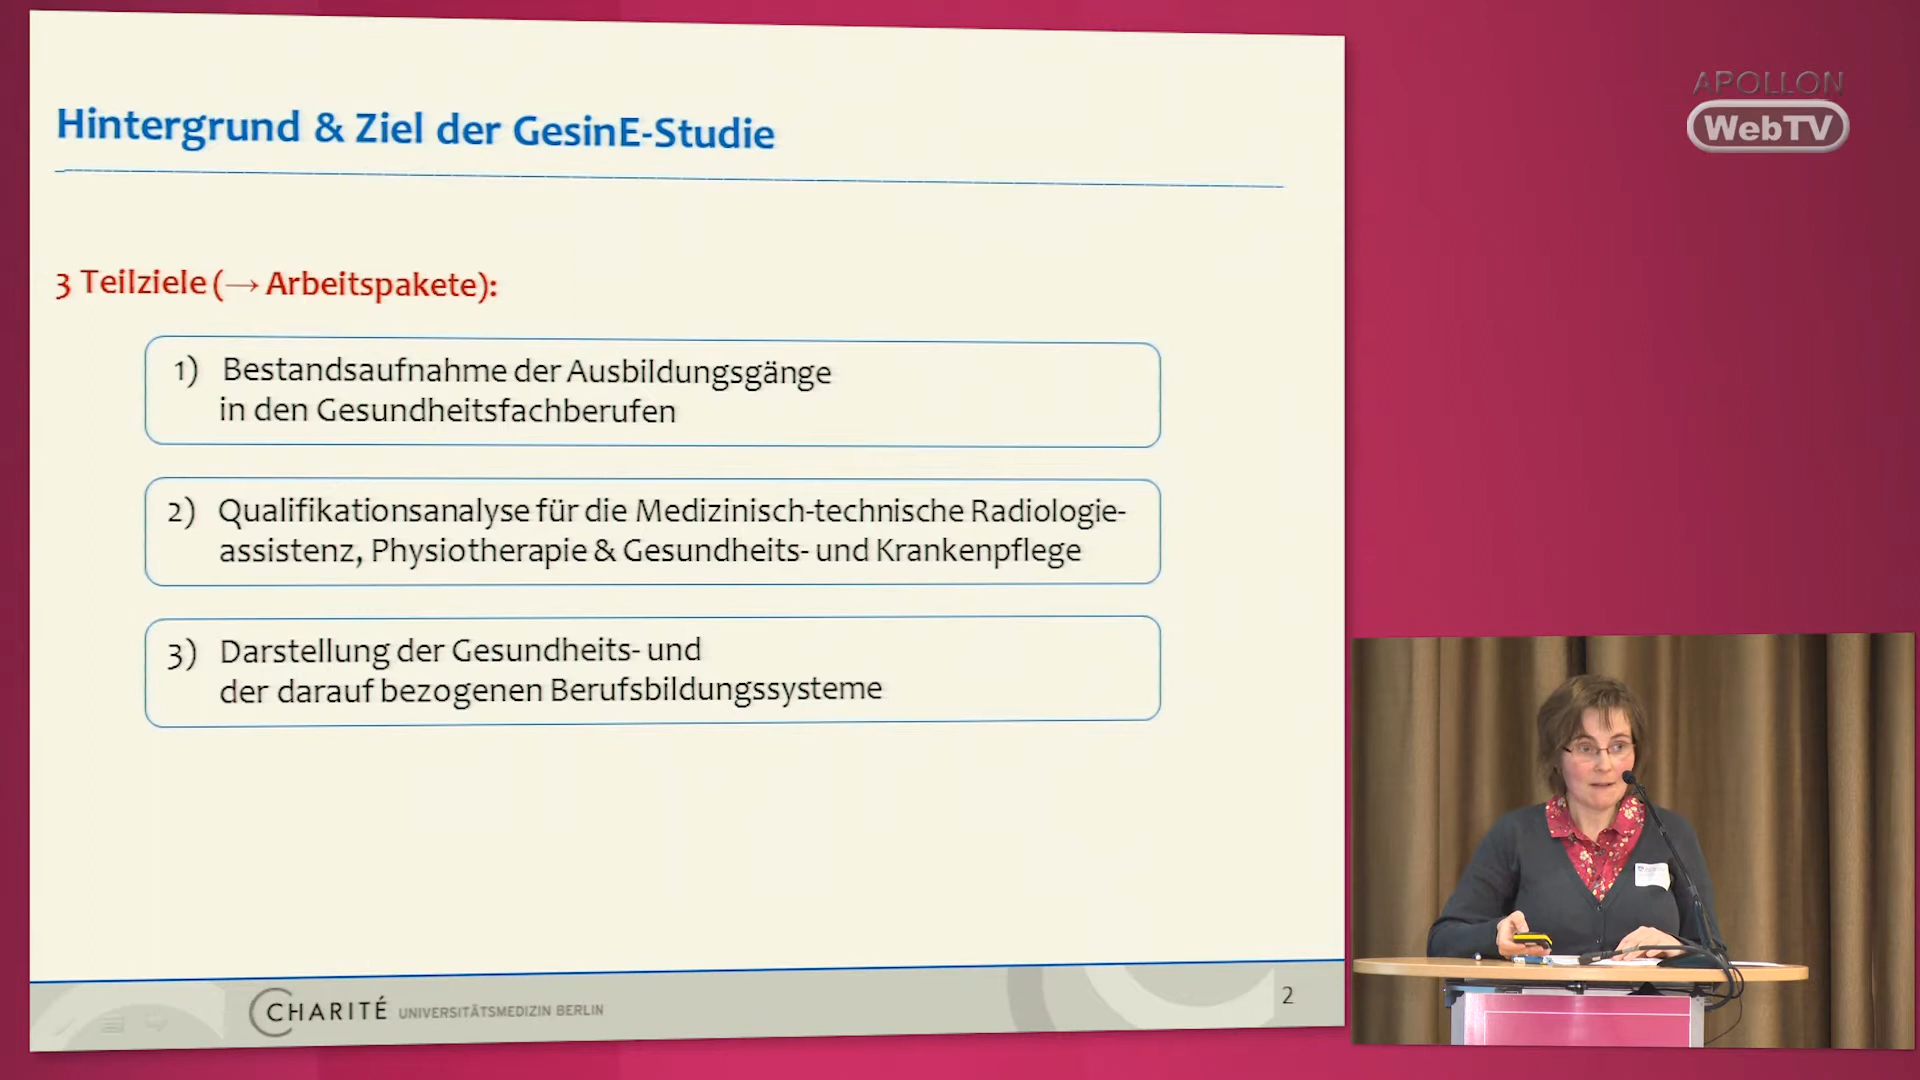 APOLLON
WebTV
Hintergrund & Ziel der GesinE-Studie
3 Teilziele (→ Arbeitspakete):
1) Bestandsaufnahme der Ausbildungsgänge
in den Gesundheitsfachberufen
2) Qualifikationsanalyse für die Medizinisch-technische Radiologie-
assistenz, Physiotherapie & Gesundheits- und Krankenpflege
3) Darstellung der Gesundheits- und
der darauf bezogenen Berufsbildungssysteme
CHARITÉ UNIVERSITÄTSMEDIZIN BERLIN
2